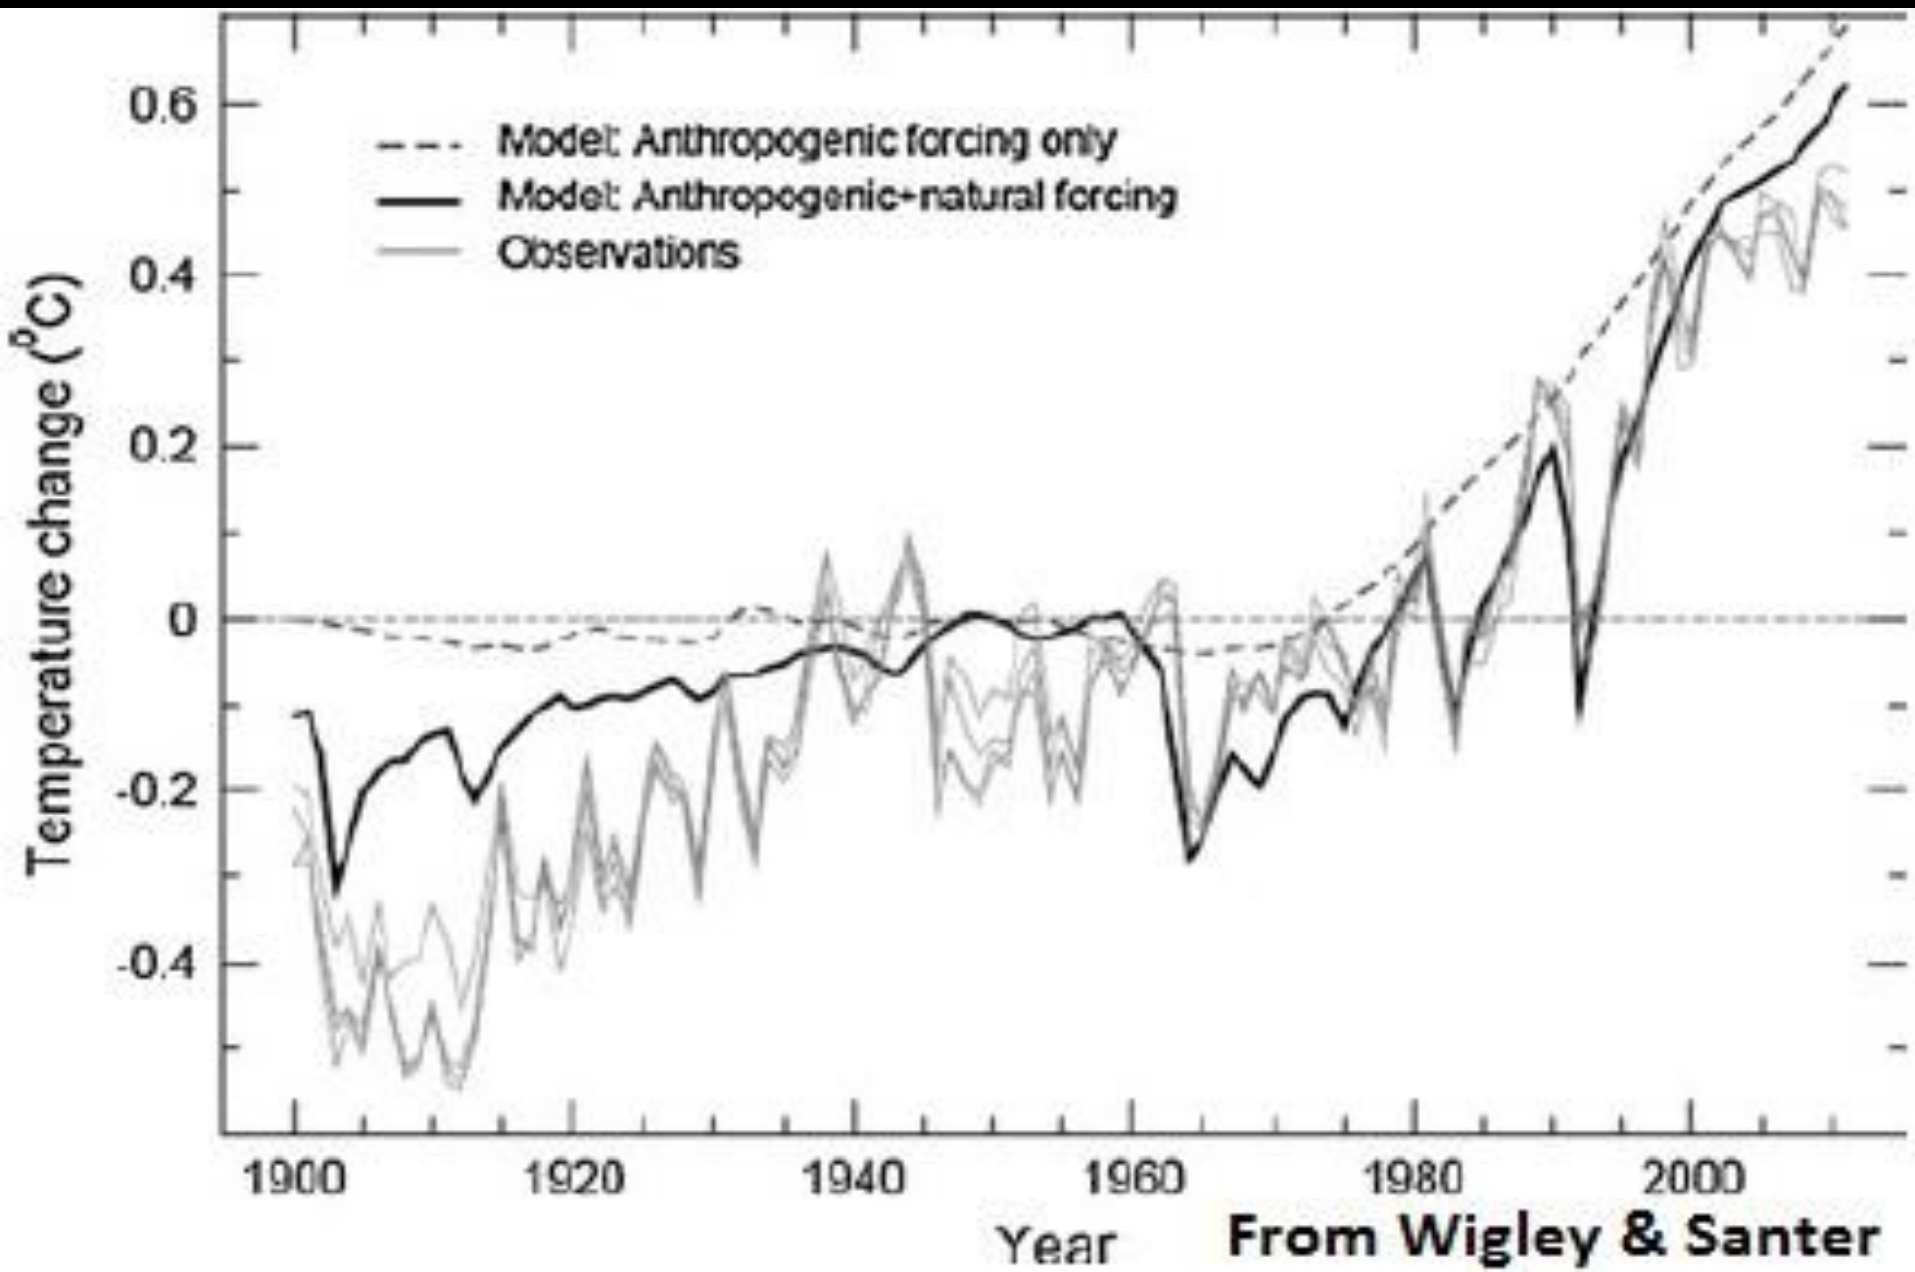 0.6
0.4
0.2
0
-0.2
-0.4
Temperature change (⁰C)
Model: Anthropogenic forcing only
Model: Anthropogenic+natural forcing
Observations
1900 1920 1940 1960 1980 2000
Year
From Wigley & Santer